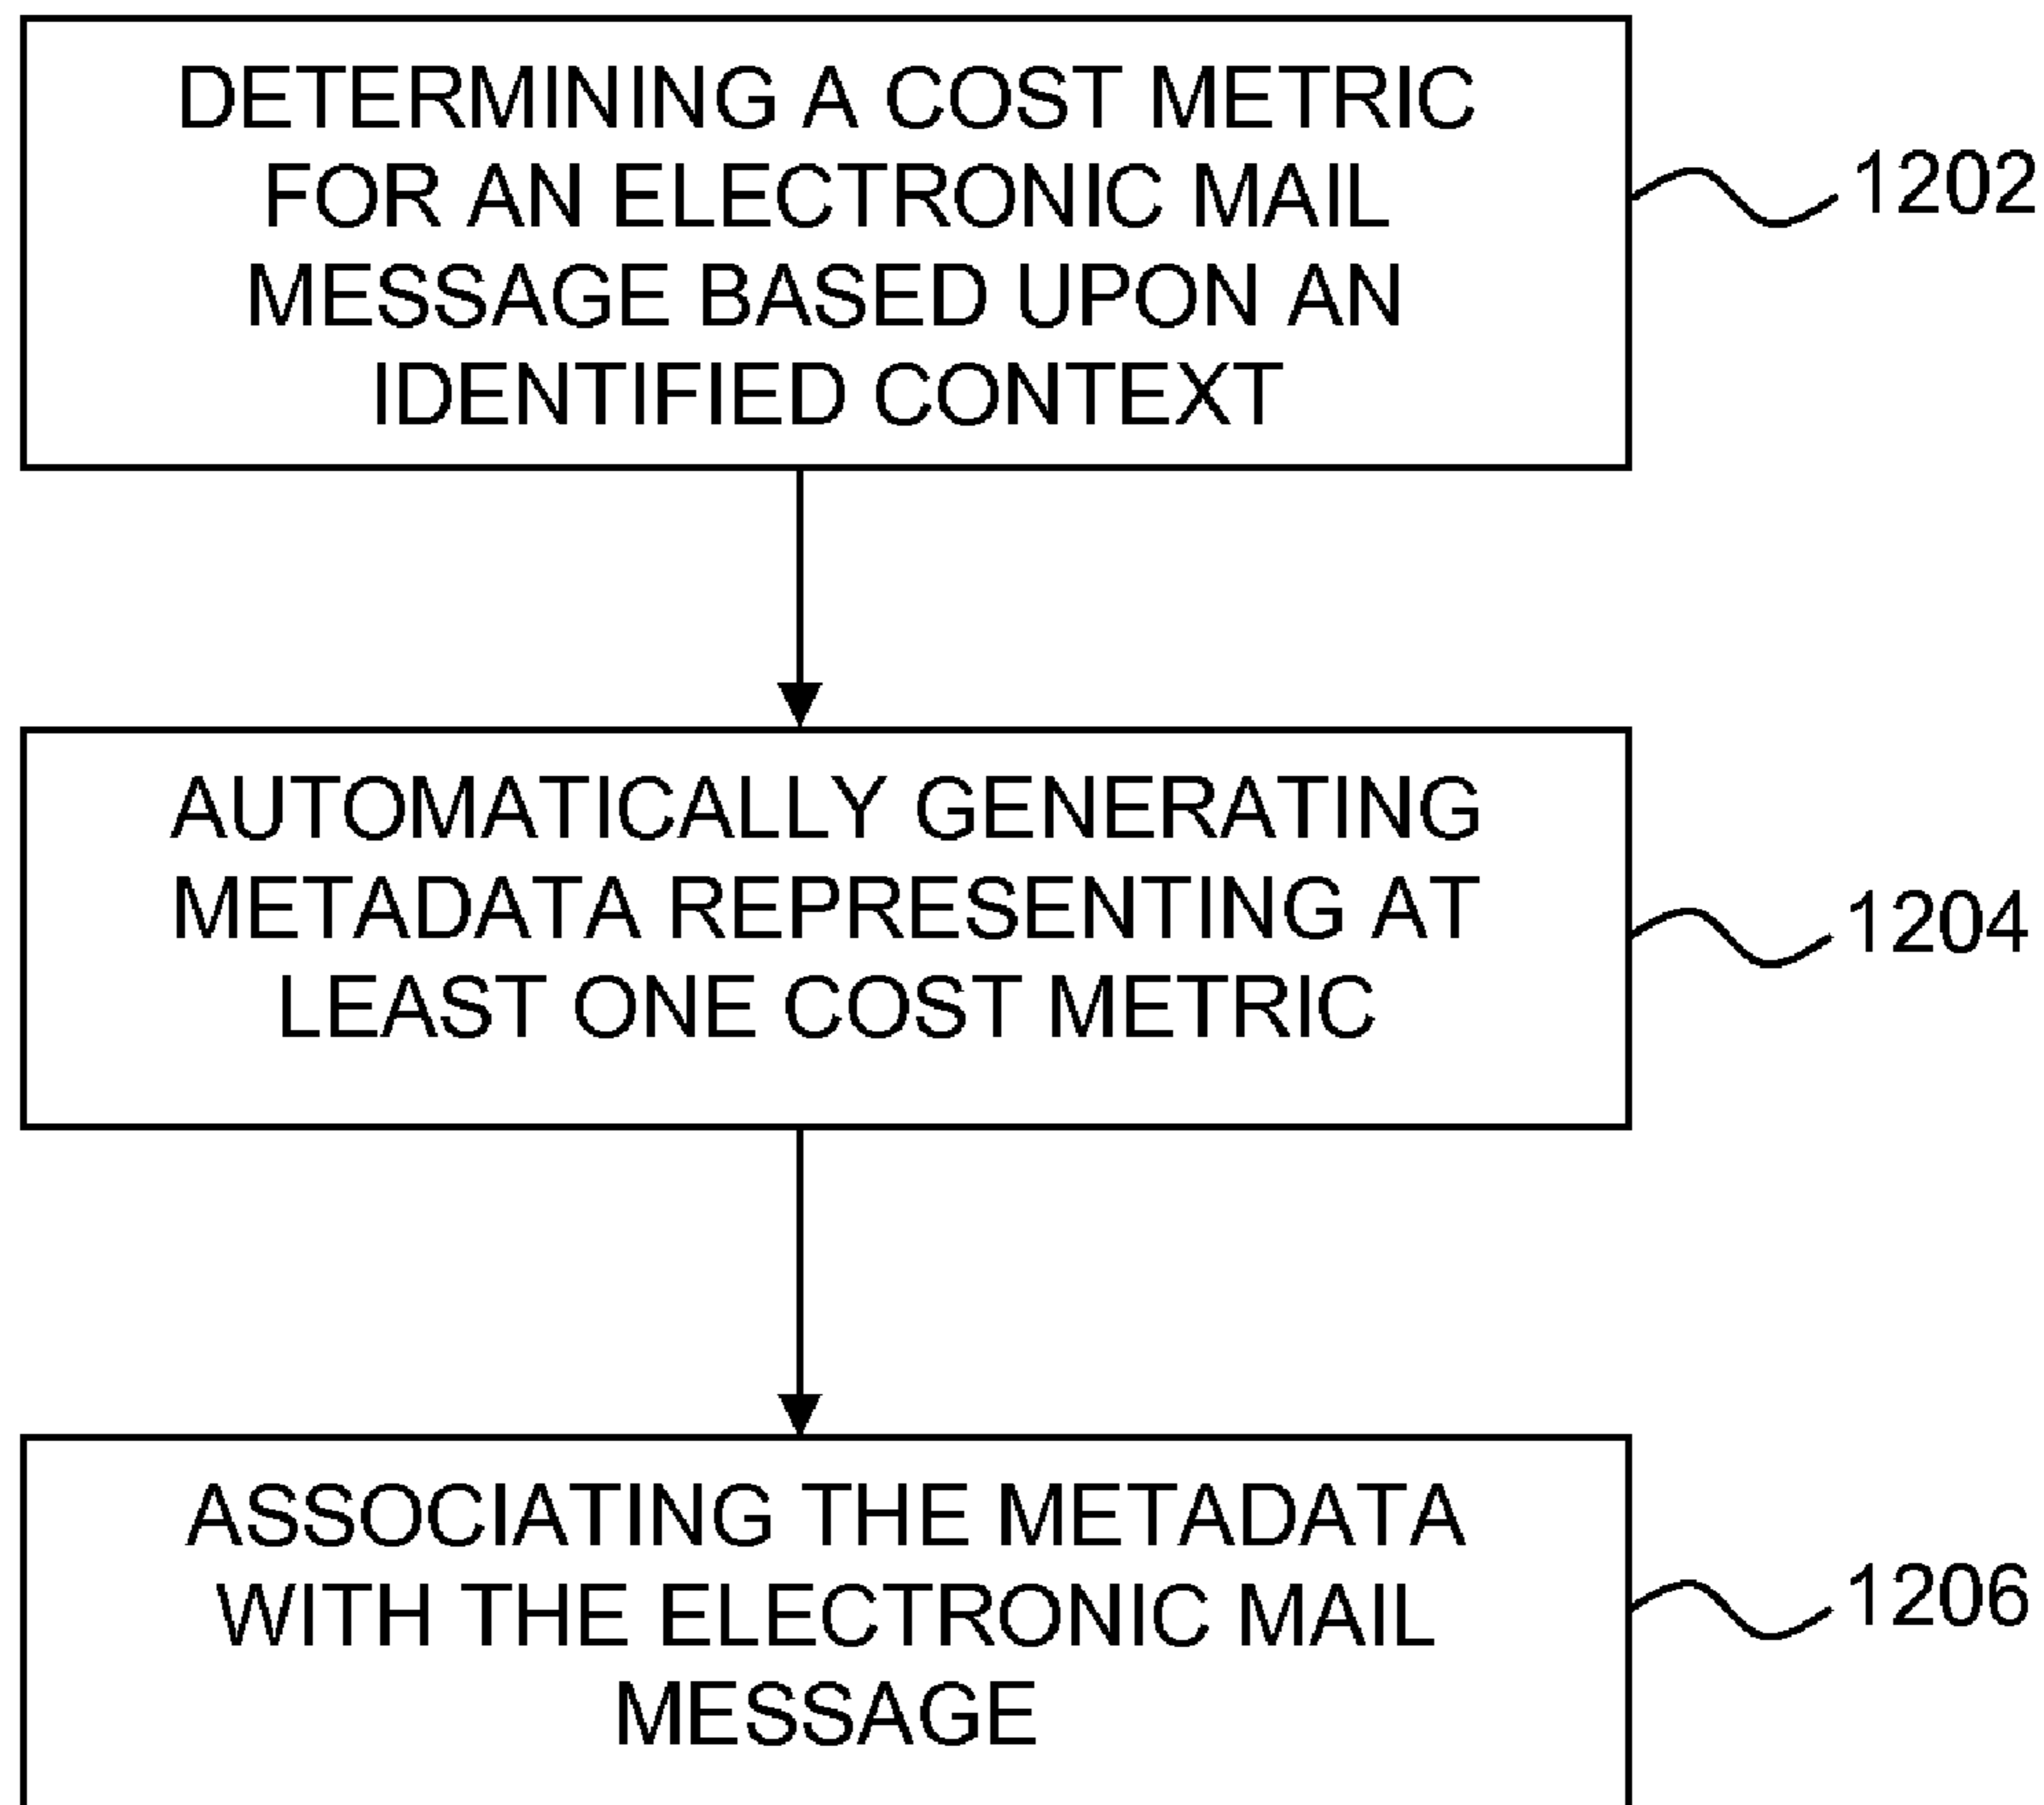 DETERMINING A COST METRIC
FOR AN ELECTRONIC MAIL
MESSAGE BASED UPON AN
IDENTIFIED CONTEXT
1202
AUTOMATICALLY GENERATING
METADATA REPRESENTING AT
LEAST ONE COST METRIC
1204
ASSOCIATING THE METADATA
WITH THE ELECTRONIC MAIL
MESSAGE
1206